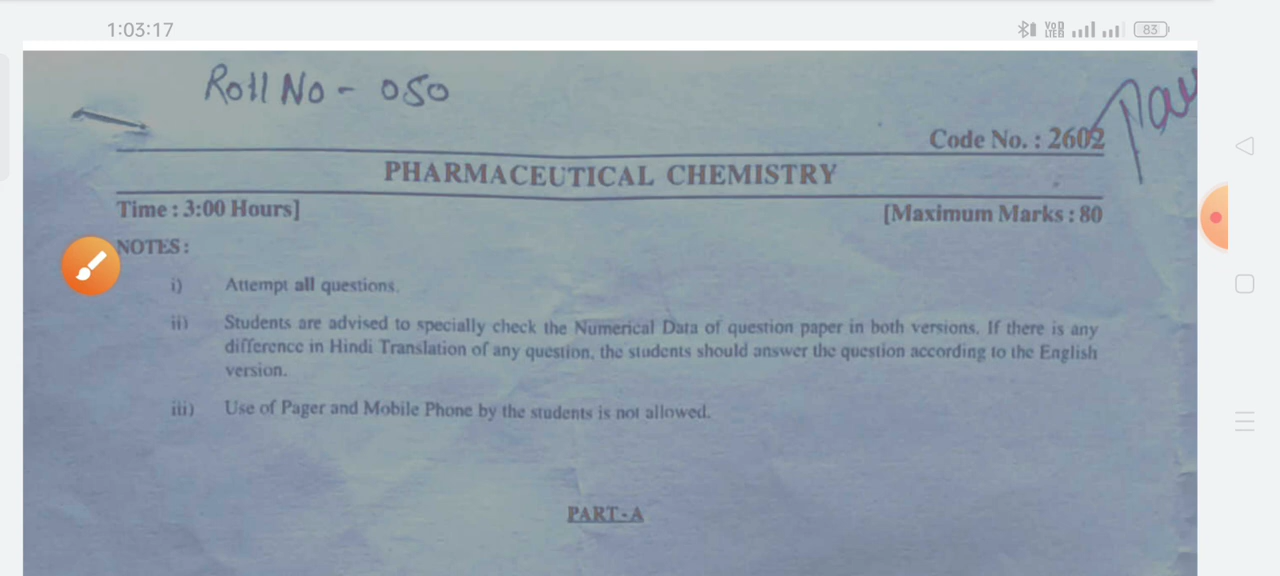 1:03:17
VoD
LTE
83
Roll No - 050
Code No. : 2602
PHARMACEUTICAL CHEMISTRY
Time : 3:00 Hours]
[Maximum Marks : 80
NOTES :
i) Attempt all questions.
ii) Students are advised to specially check the Numerical Data of question paper in both versions. If there is any
difference in Hindi Translation of any question, the students should answer the question according to the English
version.
iii) Use of Pager and Mobile Phone by the students is not allowed.
PART-A